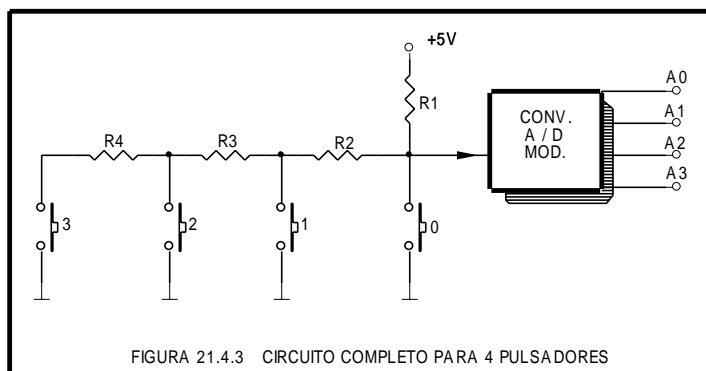 +5V
A0
R1
CONV.
A1
A / D
R4
R3
R2
A2
MOD.
A3
3
2
1
0
FIGURA 21.4.3 CIRCUITO COMPLETO PARA 4 PULSADORES